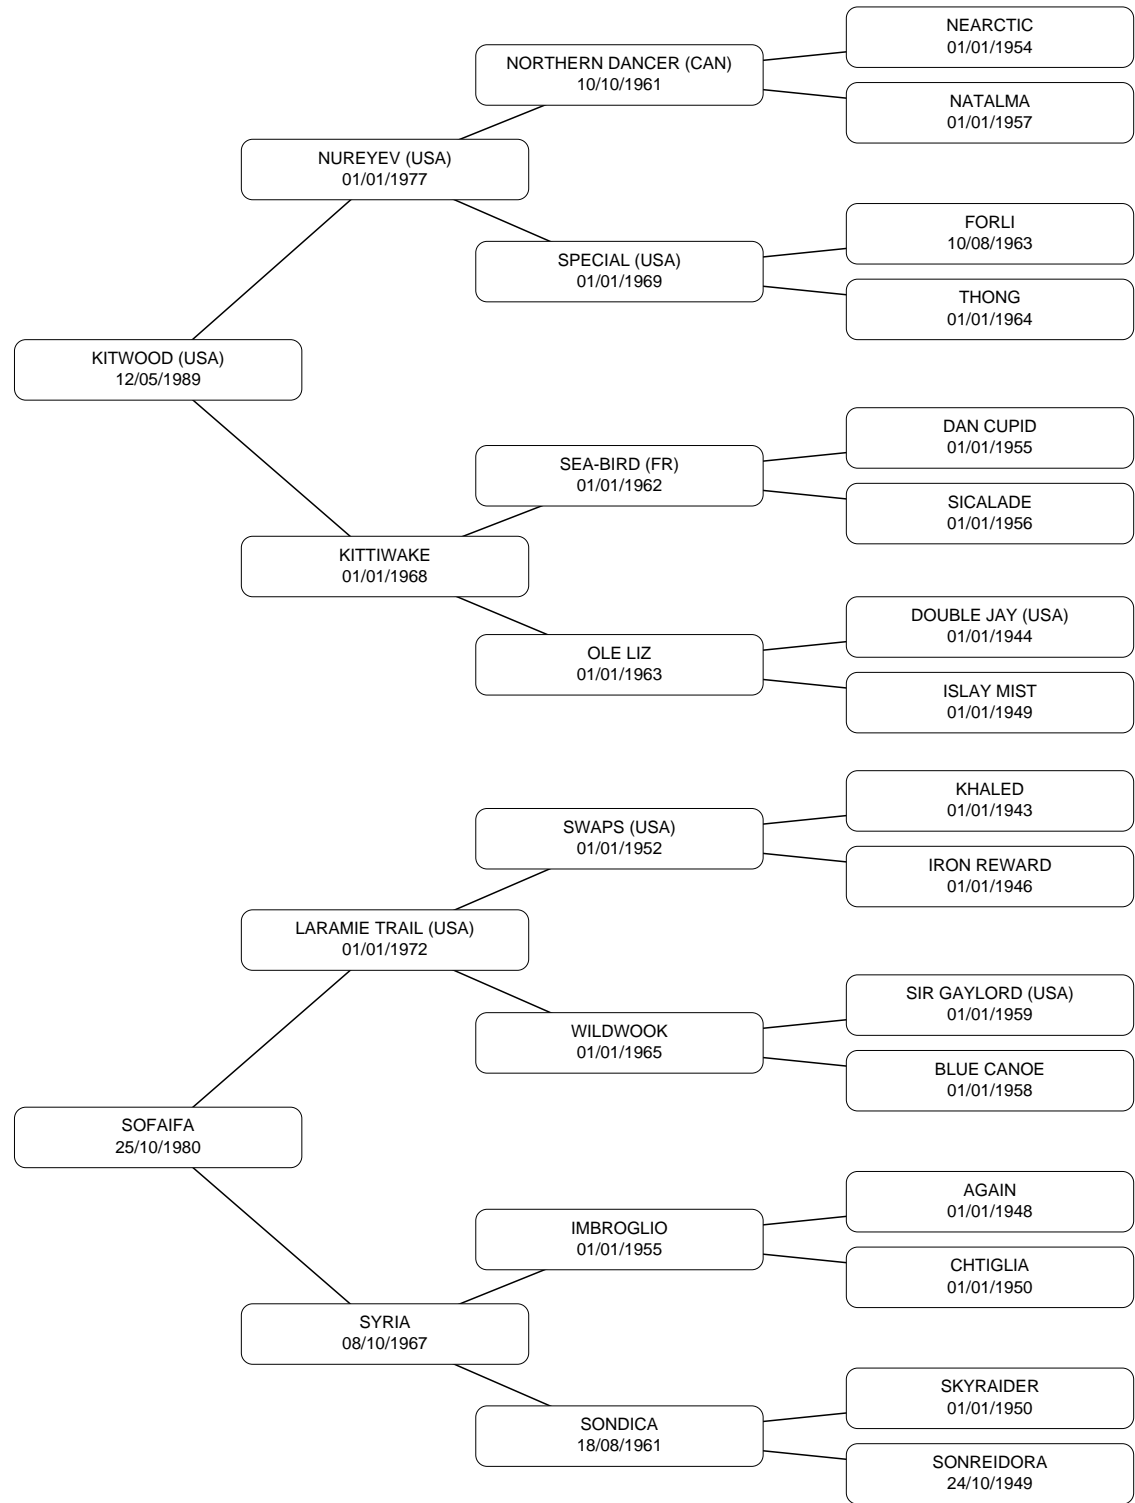 NEARCTIC
01/01/1954
NORTHERN DANCER (CAN)
10/10/1961
NATALMA
01/01/1957
NUREYEV (USA)
01/01/1977
FORLI
10/08/1963
SPECIAL (USA)
01/01/1969
THONG
01/01/1964
KITWOOD (USA)
12/05/1989
DAN CUPID
01/01/1955
SEA-BIRD (FR)
01/01/1962
SICALADE
01/01/1956
KITTIWAKE
01/01/1968
DOUBLE JAY (USA)
01/01/1944
OLE LIZ
01/01/1963
ISLAY MIST
01/01/1949
KHALED
01/01/1943
SWAPS (USA)
01/01/1952
IRON REWARD
01/01/1946
LARAMIE TRAIL (USA)
01/01/1972
SIR GAYLORD (USA)
01/01/1959
WILDWOOK
01/01/1965
BLUE CANOE
01/01/1958
SOFAIFA
25/10/1980
AGAIN
01/01/1948
IMBROGLIO
01/01/1955
CHTIGLIA
01/01/1950
SYRIA
08/10/1967
SKYRAIDER
01/01/1950
SONDICA
18/08/1961
SONREIDORA
24/10/1949